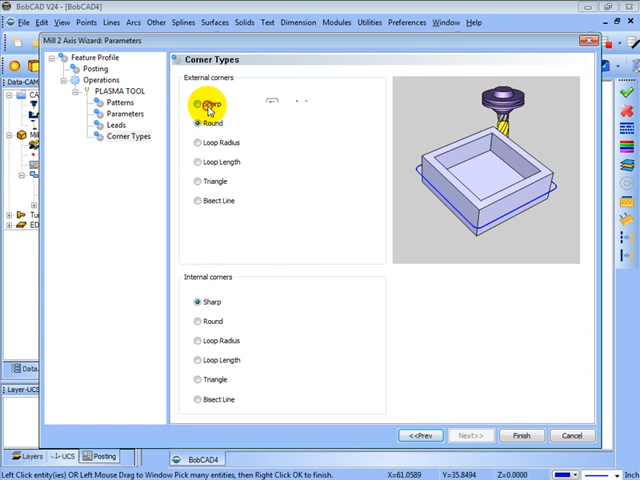 BobCAD V24 - [BobCAD4]
File Edit View Points Lines Arcs Other Splines Surfaces Solids Text Dimension Modules Utilities Preferences Window Help
Mill 2 Axis Wizard: Parameters
Feature Profile
Posting
Operations
PLASMA TOOL
Patterns
Parameters
Leads
Corner Types
Corner Types
External corners
Sharp
Round
Loop Radius
Loop Length
Triangle
Bisect Line
Internal corners
Sharp
Round
Loop Radius
Loop Length
Triangle
Bisect Line
<<Prev Next>> Finish Cancel
Data-CAM
CA
Mil
Tu
ED
Data.
Layer-UCS
Layers UCS Posting
BobCAD4
Left Click entity(ies) OR Left Mouse Drag to Window Pick many entities, then Right Click OK to finish. X=61.0589 Y=35.8494 Z=0.0000 Inch